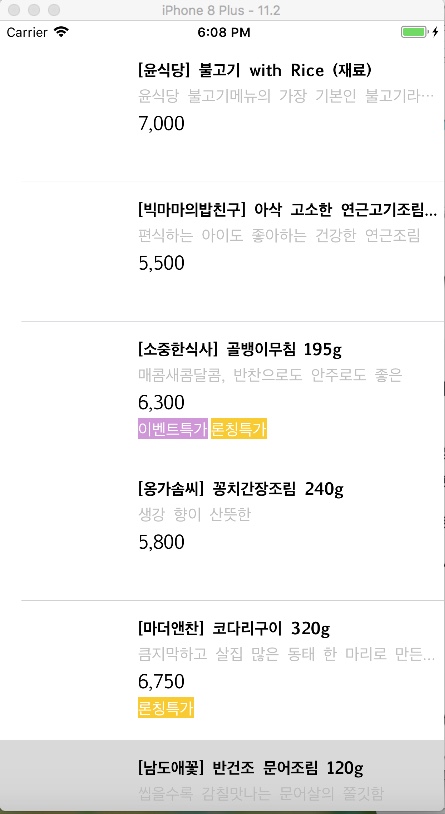 iPhone 8 Plus - 11.2
Carrier 6:08 PM
[윤식당] 불고기 with Rice (재료)
윤식당 불고기메뉴의 가장 기본인 불고기라…
7,000
[빅마마의밥친구] 아삭 고소한 연근고기조림...
편식하는 아이도 좋아하는 건강한 연근조림
5,500
[소중한식사] 골뱅이무침 195g
매콤새콤달콤, 반찬으로도 안주로도 좋은
6,300
이벤트특가 론칭특가
[옹가솜씨] 꽁치간장조림 240g
생강 향이 산뜻한
5,800
[마더앤찬] 코다리구이 320g
큼지막하고 살집 많은 동태 한 마리로 만든...
6,750
론칭특가
[남도애꽃] 반건조 문어조림 120g
씹을수록 감칠맛나는 문어살의 쫄깃함